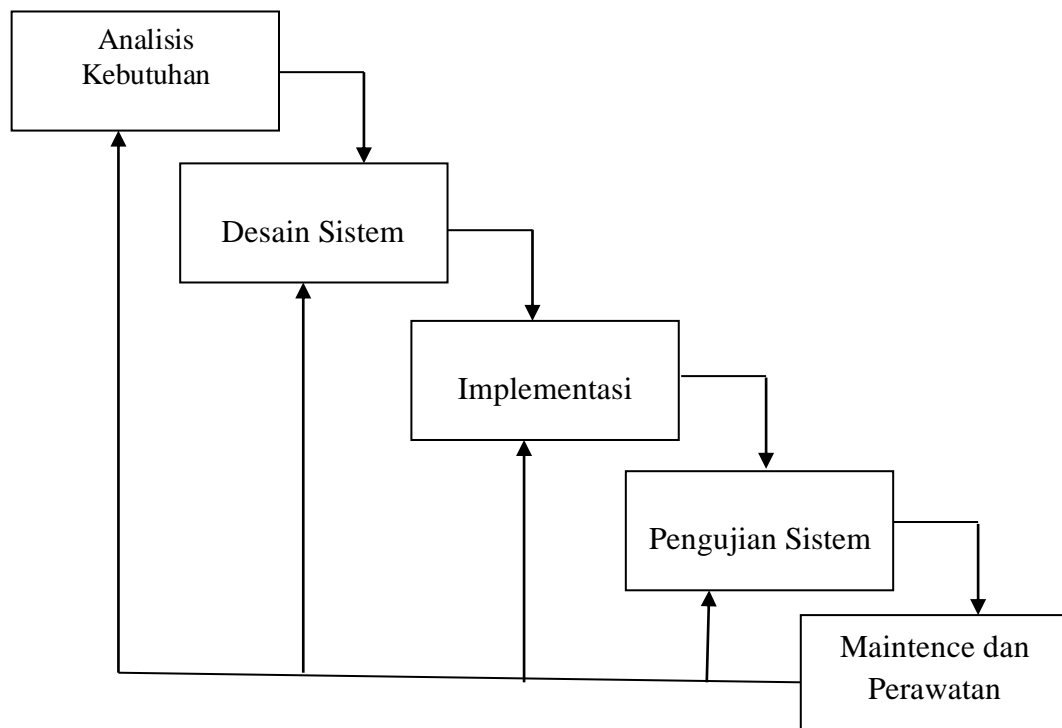 Analisis
Kebutuhan
Desain Sistem
Implementasi
Pengujian Sistem
Maintence dan
Perawatan